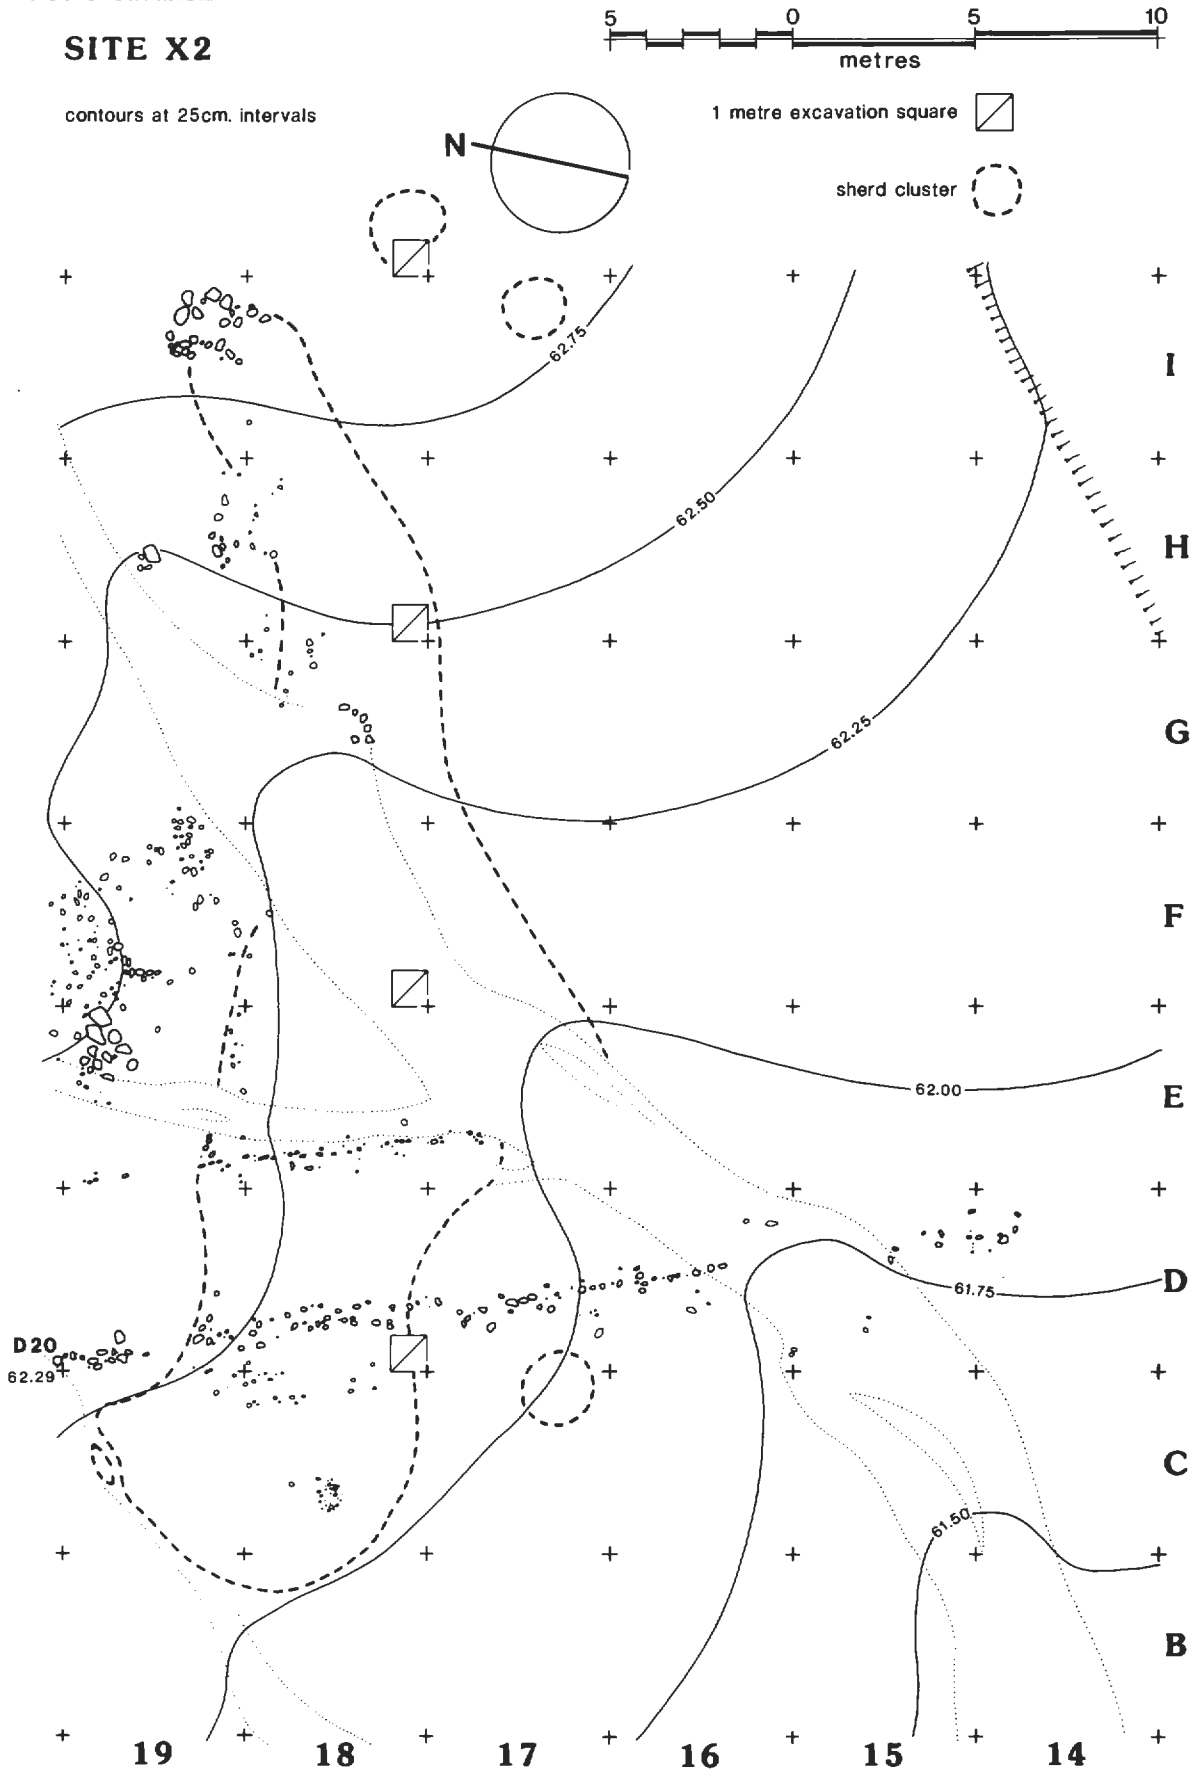 5 0 5 10
SITE X2
metres
contours at 25cm. intervals
1 metre excavation square
N
sherd cluster
62.75
I
62.50
H
62.25
G
F
62.00
E
61.75
D
D20
62.29
C
61.50
B
19 18 17 16 15 14